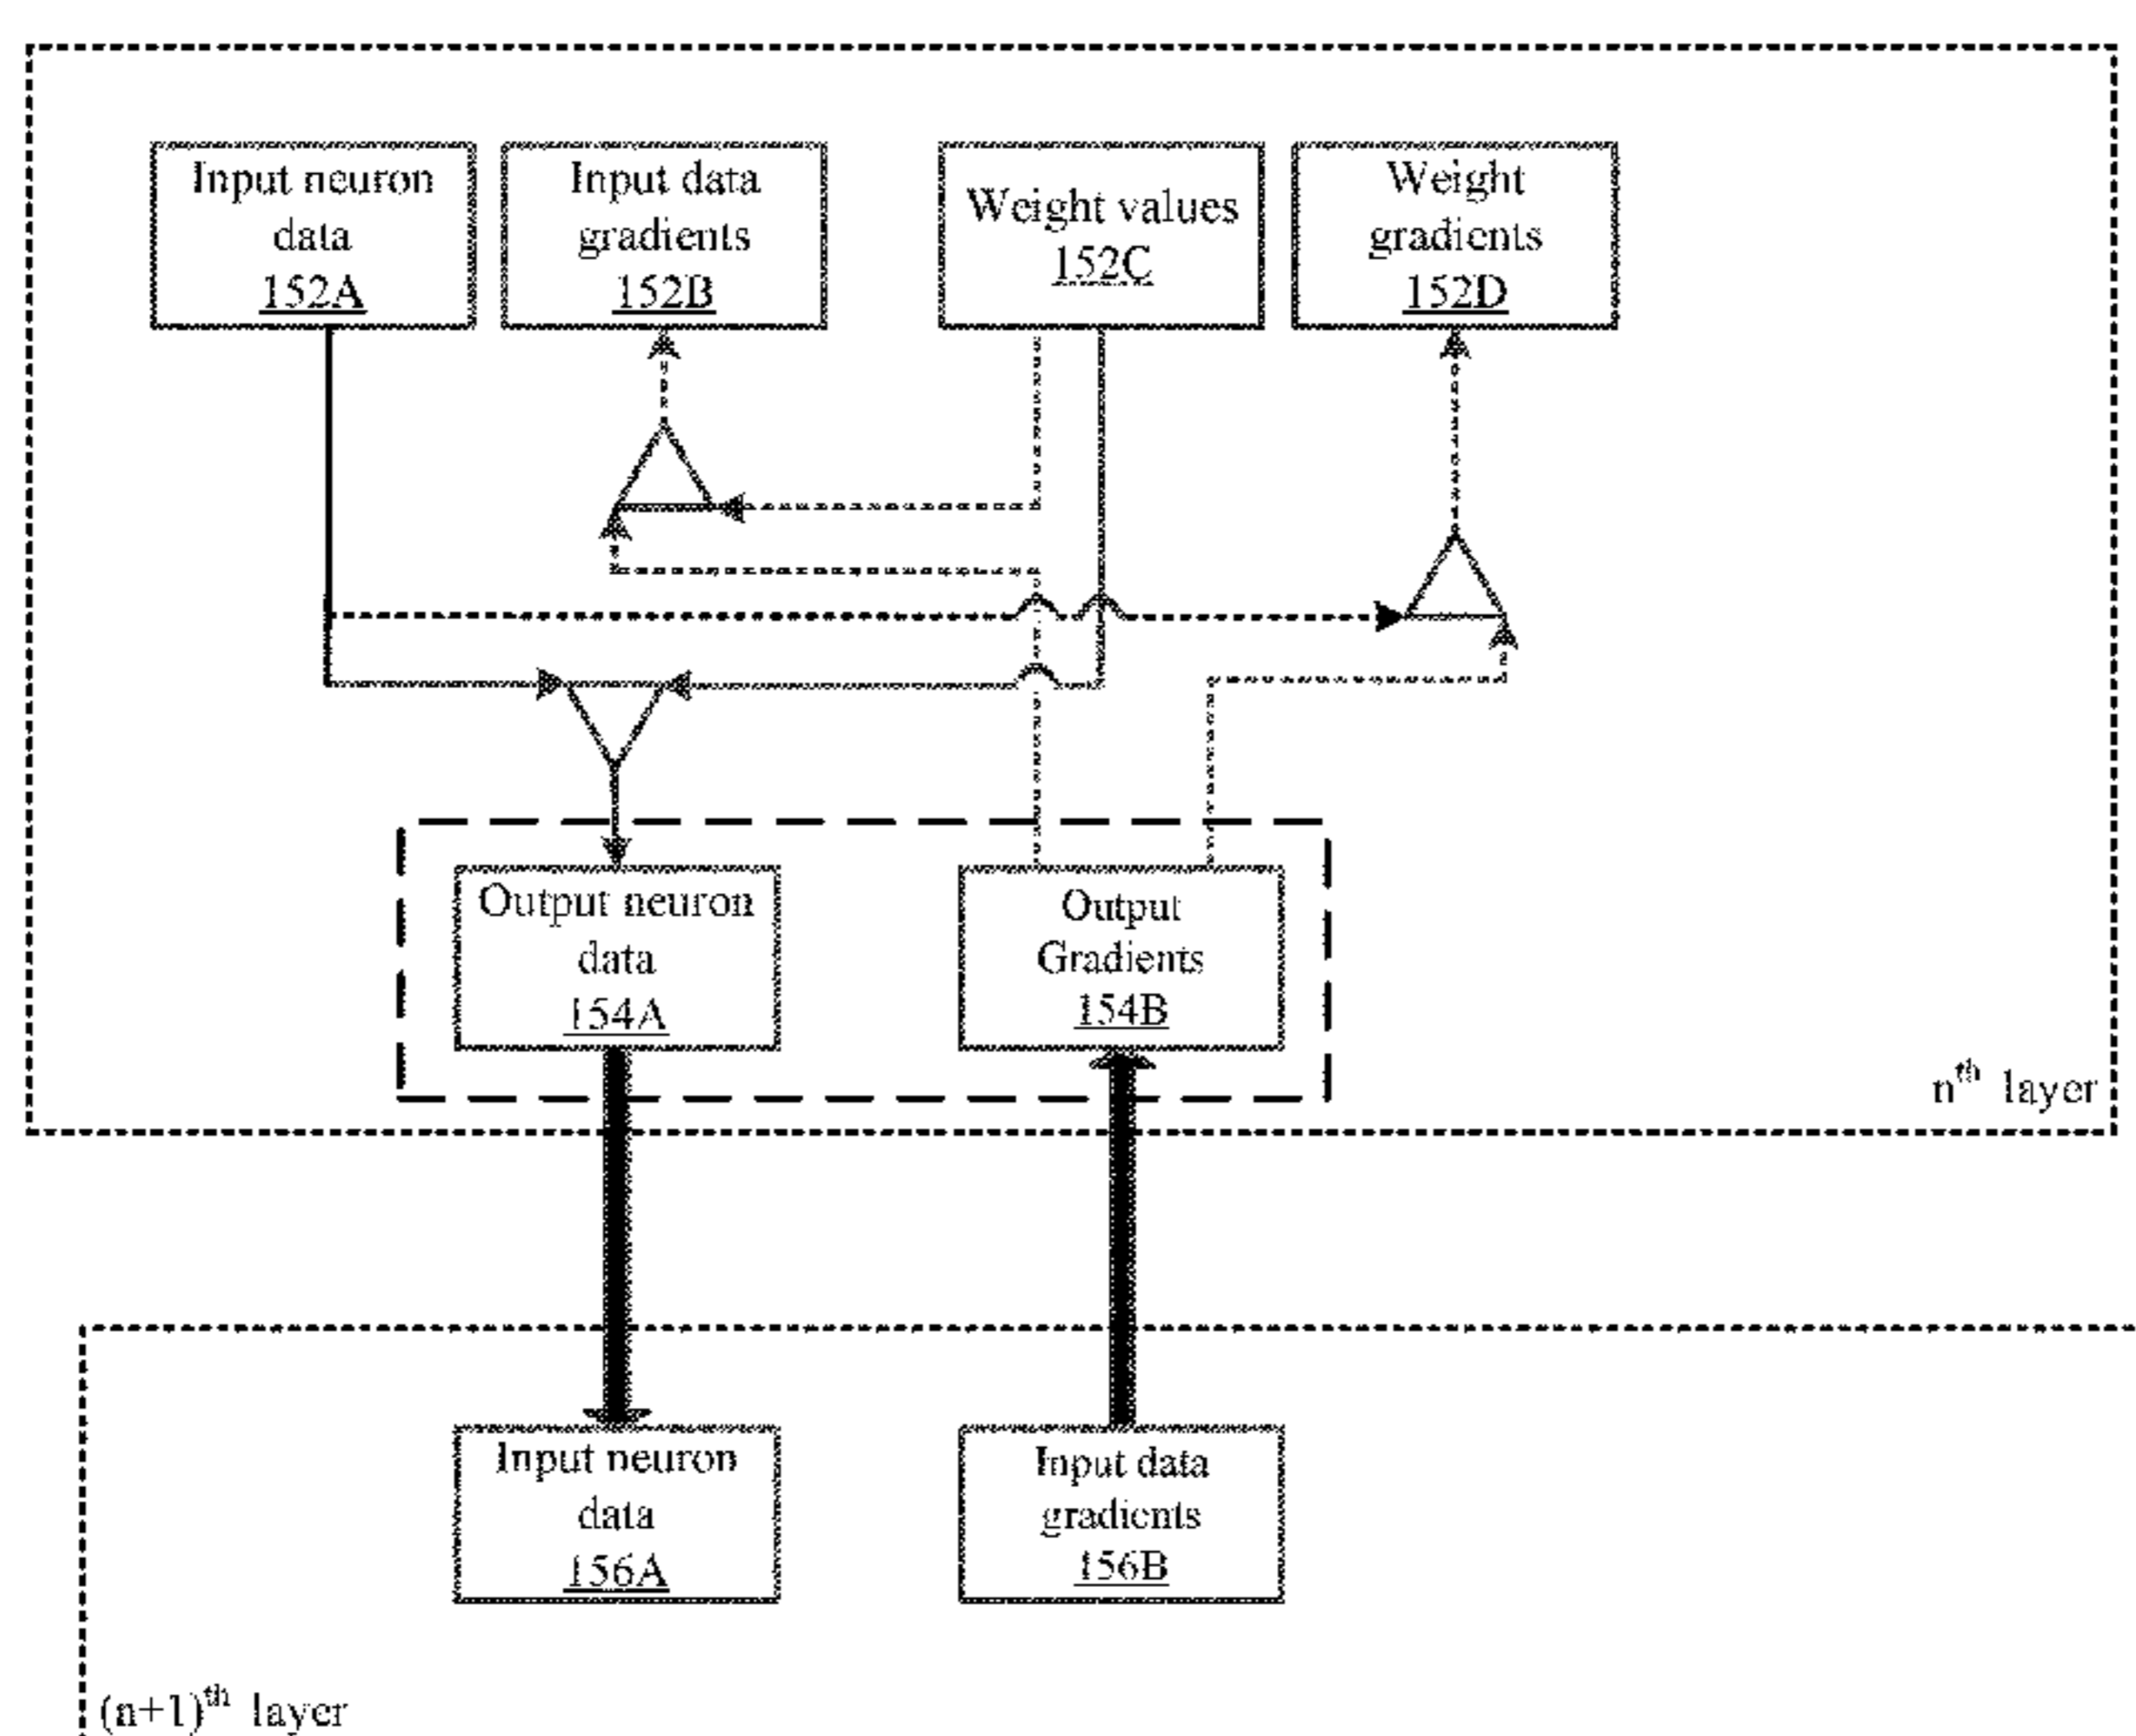 Input neuron
data
152A
Input data
gradients
152B
Weight values
152C
Weight
gradients
152D
Output neuron
data
154A
Output
Gradients
154B
nth layer
Input neuron
data
156A
Input data
gradients
156B
(n+1)th layer